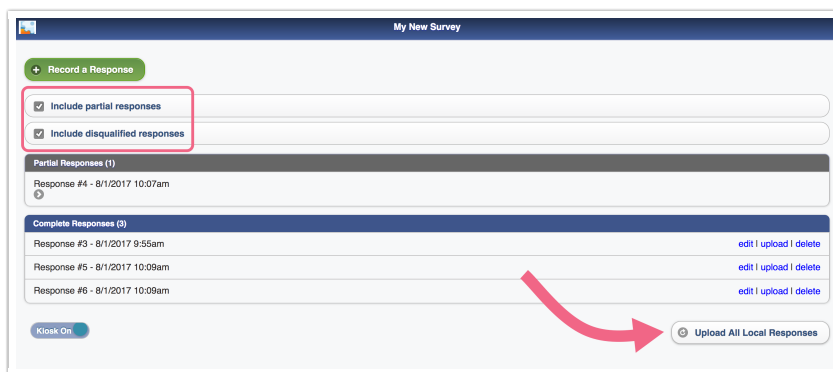 My New Survey
Record a Response
Include partial responses
Include disqualified responses
Partial Responses (1)
Response #4 - 8/1/2017 10:07am
Complete Responses (3)
Response #3 - 8/1/2017 9:55am edit | upload | delete
Response #5 - 8/1/2017 10:09am edit | upload | delete
Response #6 - 8/1/2017 10:09am edit | upload | delete
Kiosk On Upload All Local Responses